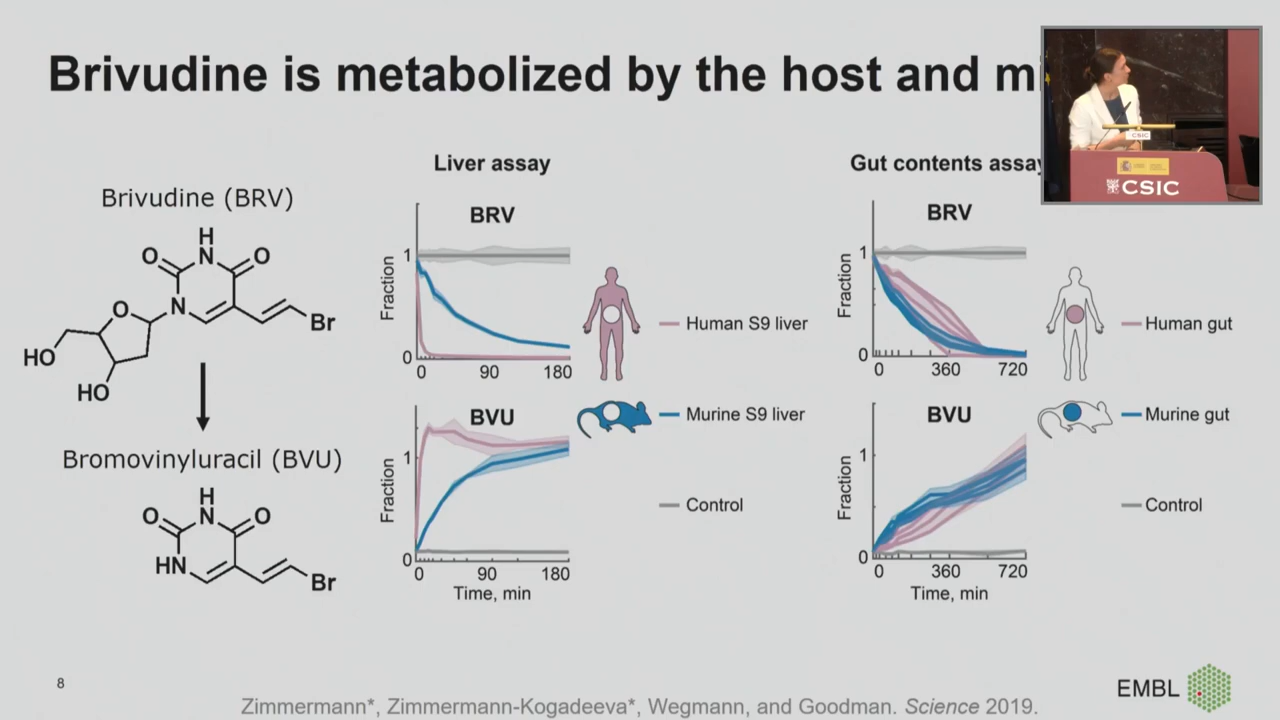 Brivudine is metabolized by the host and
CSIC
CSIC
Liver assay
Gut contents assay
Brivudine (BRV)
H
O
N
O
N
Br
O
HO
HO
Bromovinyluracil (BVU)
H
O
N
O
HN
Br
BRV
Fraction
1
0
0
90
180
BVU
Fraction
1
0
0
90
180
Time, min
Human S9 liver
Murine S9 liver
Control
BRV
Fraction
1
0
0
360
720
BVU
Fraction
1
0
0
360
720
Time, min
Human gut
Murine gut
Control
8
Zimmermann*, Zimmermann-Kogadeeva*, Wegmann, and Goodman. Science 2019.
EMBL